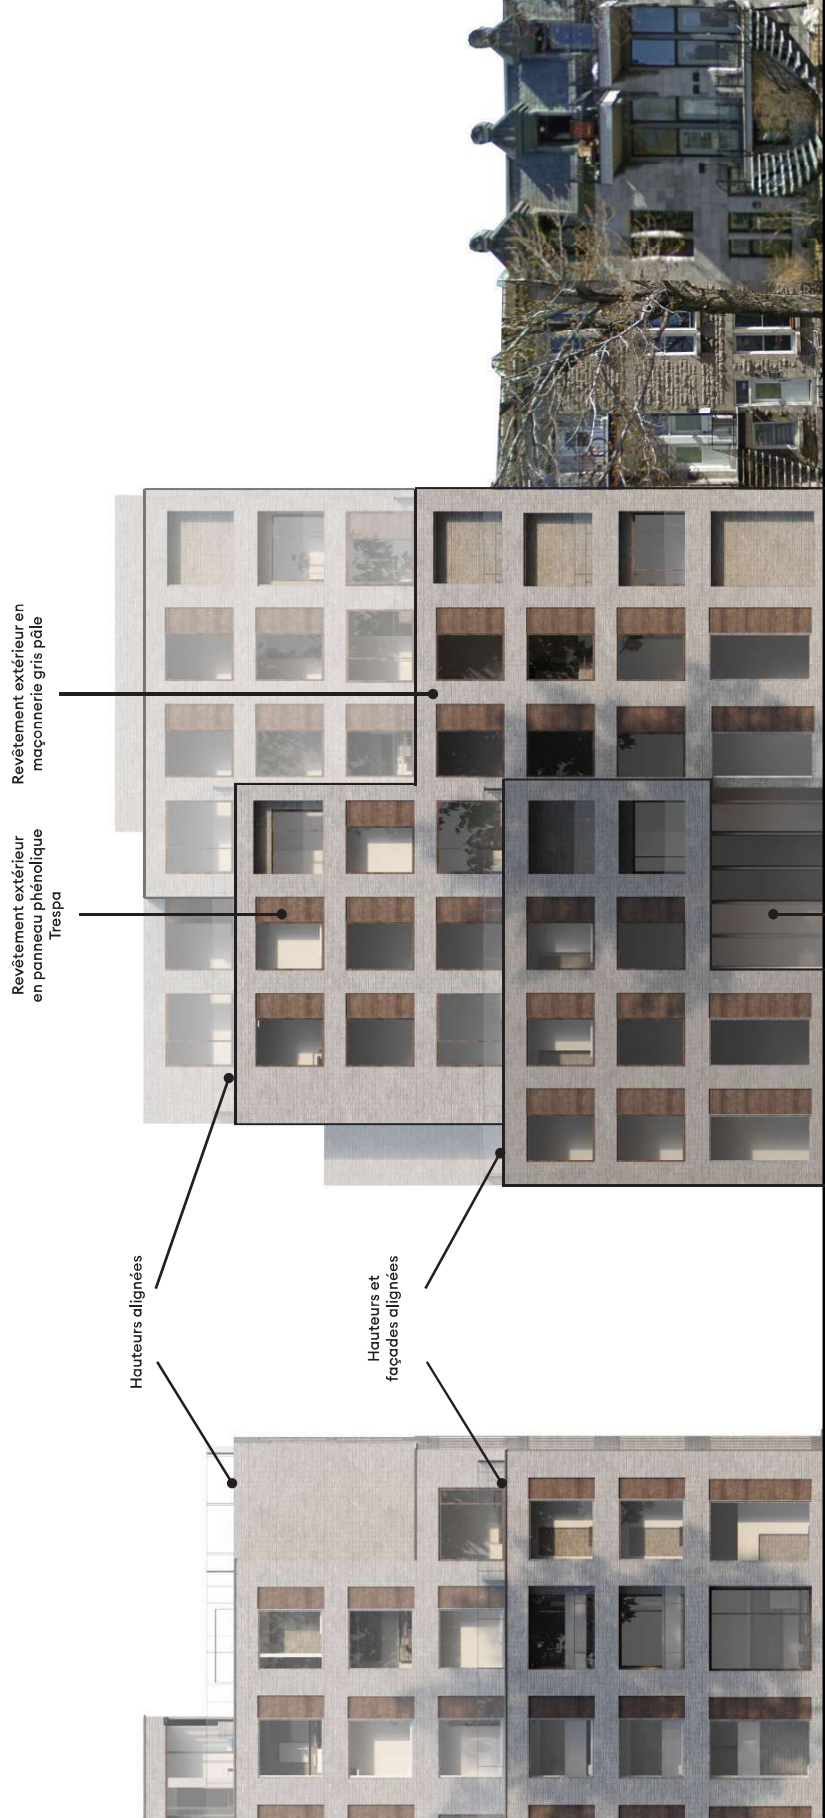 Hauteurs alignées
Hauteurs et
façades alignées
Revêtement extérieur
en panneau phénolique
Trespa
Revêtement extérieur en
maçonnerie gris pâle